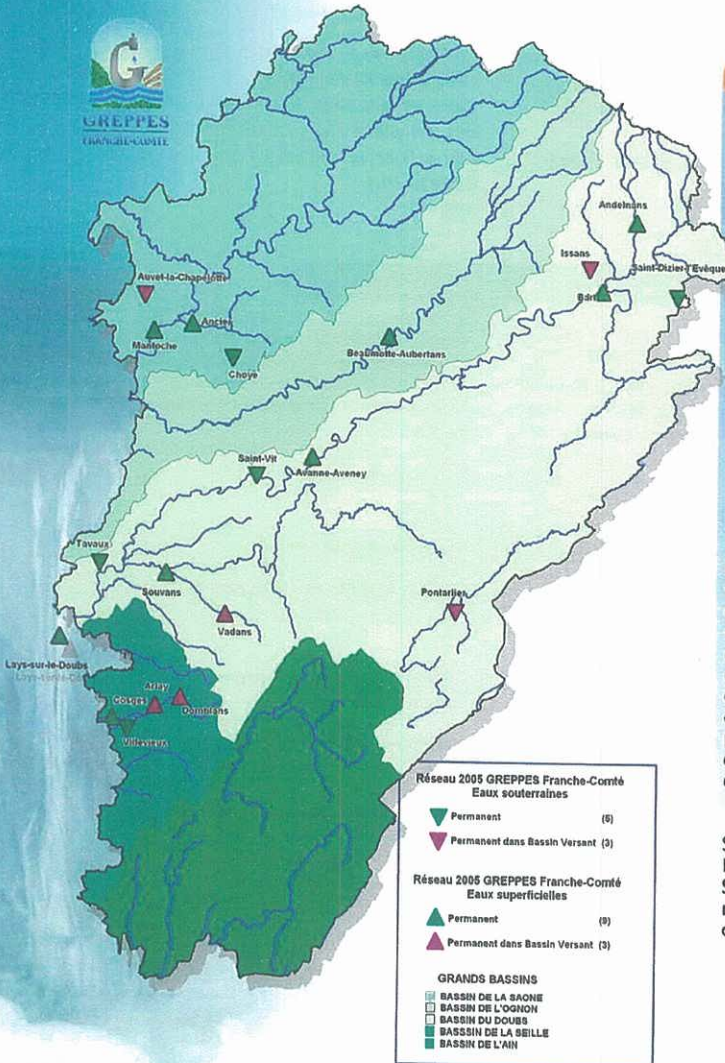 GREPPES
FRANCHE-COMTÉ
Andelnans
Issans
Saint-Dizier-l'Evêque
Auvet-la-Chapelotte
Mantoche
Choye
Beaumotte-Aubertans
Saint-Vit
Avanne-Aveney
Tavaux
Souvans
Vadans
Pontarlier
Lays-sur-le-Doubs
Arlay
Cosges
Domblans
Villevieux
Réseau 2005 GREPPES Franche-Comté
Eaux souterraines
Permanent (5)
Permanent dans Bassin Versant (3)
Réseau 2005 GREPPES Franche-Comté
Eaux superficielles
Permanent (9)
Permanent dans Bassin Versant (3)
GRANDS BASSINS
BASSIN DE LA SAONE
BASSIN DE L'OGNON
BASSIN DU DOUBS
BASSSIN DE LA SEILLE
BASSIN DE L'AIN